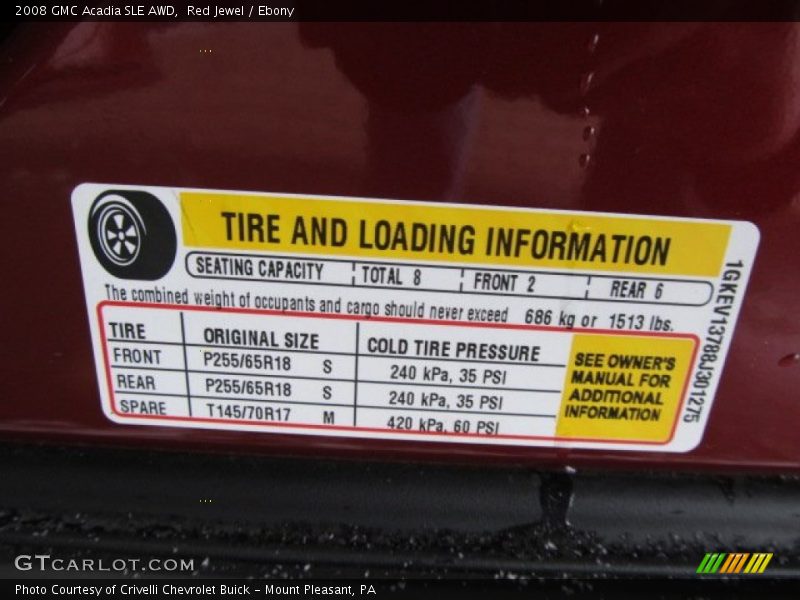 2008 GMC Acadia SLE AWD,  Red Jewel / Ebony
TIRE AND LOADING INFORMATION
SEATING CAPACITY TOTAL 8 FRONT 2 REAR 6
The combined weight of occupants and cargo should never exceed 686 kg or 1513 lbs.
TIRE ORIGINAL SIZE COLD TIRE PRESSURE
FRONT P255/65R18 S 240 kPa, 35 PSI
REAR P255/65R18 S 240 kPa, 35 PSI
SPARE T145/70R17 M 420 kPa, 60 PSI
SEE OWNER'S
MANUAL FOR
ADDITIONAL
INFORMATION
1GKEV13788J301275
GTCARLOT.COM
Photo Courtesy of Crivelli Chevrolet Buick - Mount Pleasant, PA